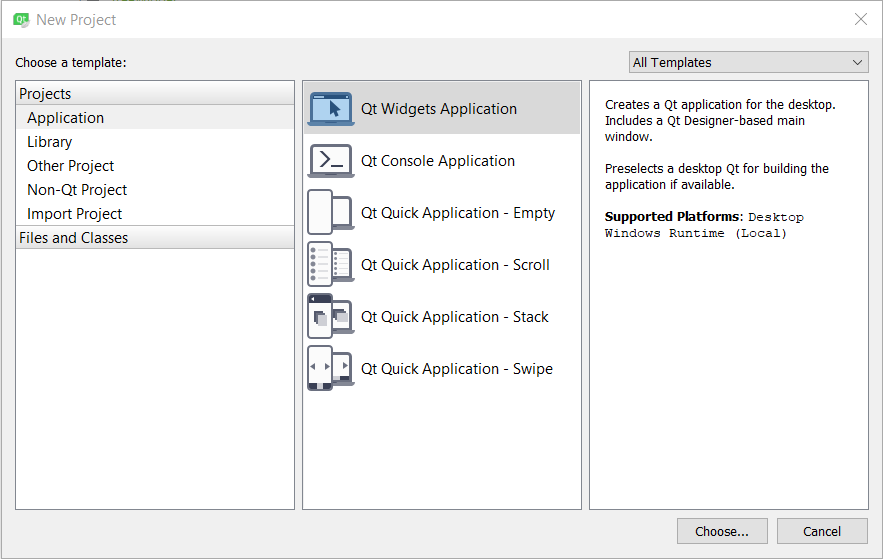 New Project
Choose a template:
All Templates
Projects
Application
Library
Other Project
Non-Qt Project
Import Project
Files and Classes
Qt Widgets Application
Qt Console Application
Qt Quick Application - Empty
Qt Quick Application - Scroll
Qt Quick Application - Stack
Qt Quick Application - Swipe
Creates a Qt application for the desktop.
Includes a Qt Designer-based main
window.
Preselects a desktop Qt for building the
application if available.
Supported Platforms: Desktop
Windows Runtime (Local)
Choose...
Cancel